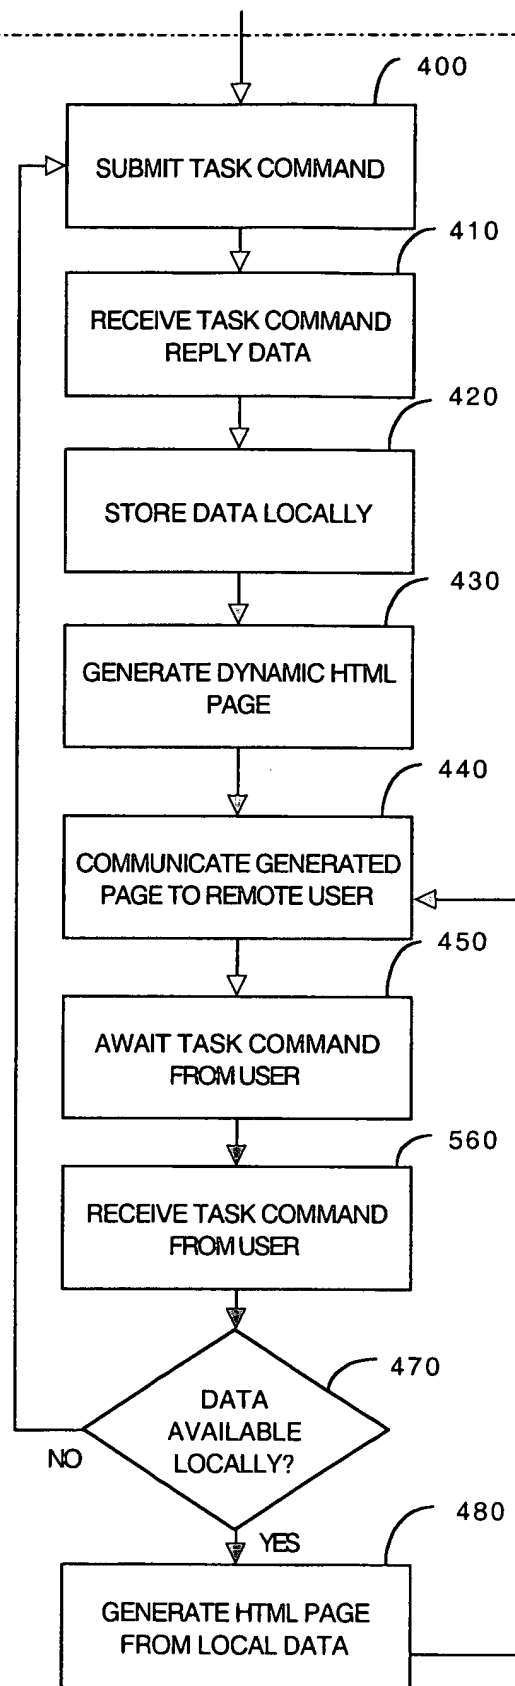 400
SUBMIT TASK COMMAND
410
RECEIVE TASK COMMAND
REPLY DATA
420
STORE DATA LOCALLY
430
GENERATE DYNAMIC HTML
PAGE
440
COMMUNICATE GENERATED
PAGE TO REMOTE USER
450
AWAIT TASK COMMAND
FROM USER
560
RECEIVE TASK COMMAND
FROM USER
470
DATA
AVAILABLE
LOCALLY?
NO
YES
480
GENERATE HTML PAGE
FROM LOCAL DATA